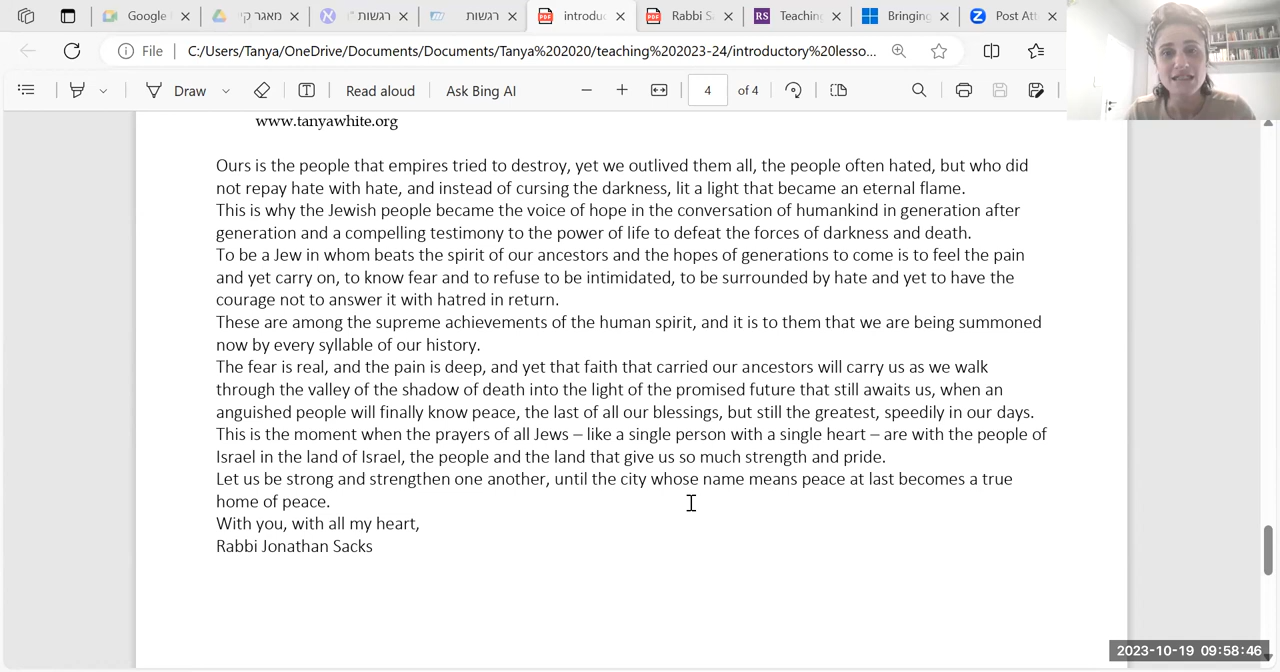 Google
מאגר קי
רגשות "
רגשות
introduc
Rabbi S
Teaching
Bringing
Post Att
File
C:/Users/Tanya/OneDrive/Documents/Documents/Tanya%202020/teaching%202023-24/introductory%20lesso...
Draw
Read aloud
Ask Bing AI
4
of 4
www.tanyawhite.org
Ours is the people that empires tried to destroy, yet we outlived them all, the people often hated, but who did
not repay hate with hate, and instead of cursing the darkness, lit a light that became an eternal flame.
This is why the Jewish people became the voice of hope in the conversation of humankind in generation after
generation and a compelling testimony to the power of life to defeat the forces of darkness and death.
To be a Jew in whom beats the spirit of our ancestors and the hopes of generations to come is to feel the pain
and yet carry on, to know fear and to refuse to be intimidated, to be surrounded by hate and yet to have the
courage not to answer it with hatred in return.
These are among the supreme achievements of the human spirit, and it is to them that we are being summoned
now by every syllable of our history.
The fear is real, and the pain is deep, and yet that faith that carried our ancestors will carry us as we walk
through the valley of the shadow of death into the light of the promised future that still awaits us, when an
anguished people will finally know peace, the last of all our blessings, but still the greatest, speedily in our days.
This is the moment when the prayers of all Jews – like a single person with a single heart – are with the people of
Israel in the land of Israel, the people and the land that give us so much strength and pride.
Let us be strong and strengthen one another, until the city whose name means peace at last becomes a true
home of peace.
With you, with all my heart,
Rabbi Jonathan Sacks
2023-10-19 09:58:46